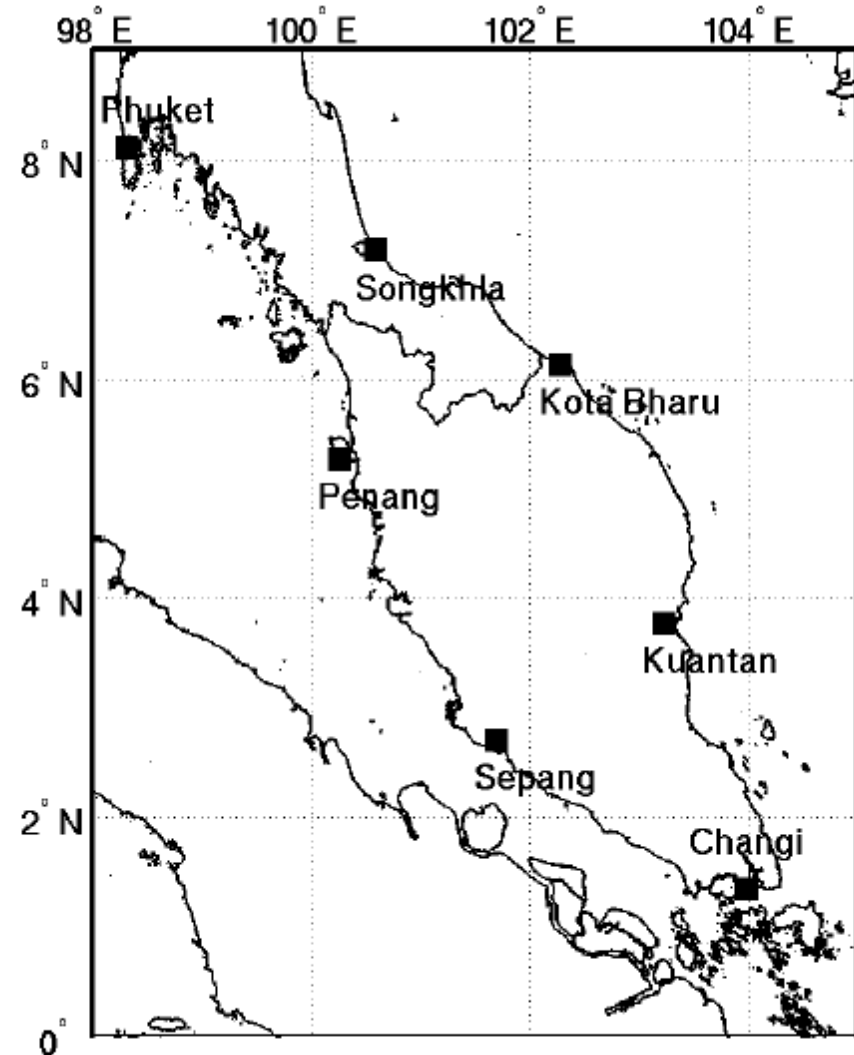 98° E 100° E 102° E 104° E
Phuket
8° N
Songkhla
6° N
Kota Bharu
Penang
4° N
Kuantan
Sepang
2° N
Changi
0°